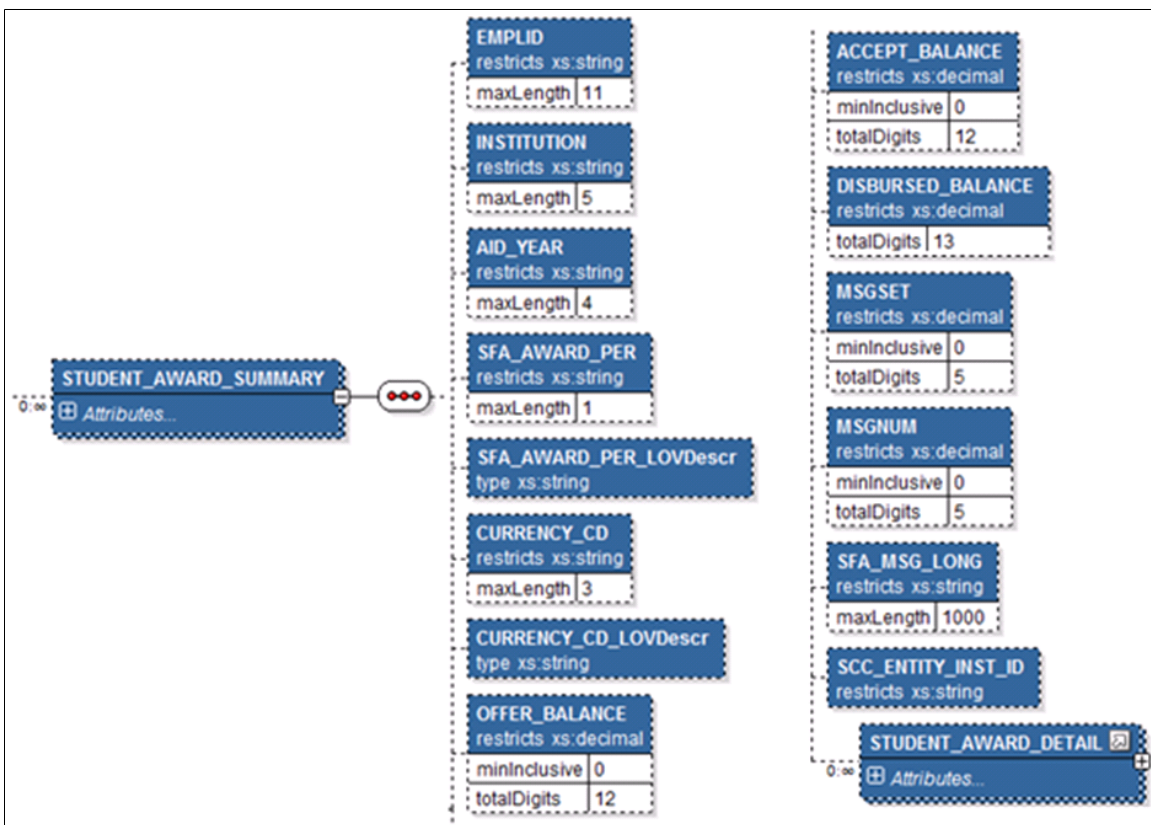 STUDENT_AWARD_SUMMARY
Attributes...
0:∞
EMPLID
restricts xs:string
maxLength 11
INSTITUTION
restricts xs:string
maxLength 5
AID_YEAR
restricts xs:string
maxLength 4
SFA_AWARD_PER
restricts xs:string
maxLength 1
SFA_AWARD_PER_LOVDescr
type xs:string
CURRENCY_CD
restricts xs:string
maxLength 3
CURRENCY_CD_LOVDescr
type xs:string
OFFER_BALANCE
restricts xs:decimal
minInclusive 0
totalDigits 12
ACCEPT_BALANCE
restricts xs:decimal
minInclusive 0
totalDigits 12
DISBURSED_BALANCE
restricts xs:decimal
totalDigits 13
MSGSET
restricts xs:decimal
minInclusive 0
totalDigits 5
MSGNUM
restricts xs:decimal
minInclusive 0
totalDigits 5
SFA_MSG_LONG
restricts xs:string
maxLength 1000
SCC_ENTITY_INST_ID
restricts xs:string
STUDENT_AWARD_DETAIL
0:∞
Attributes...